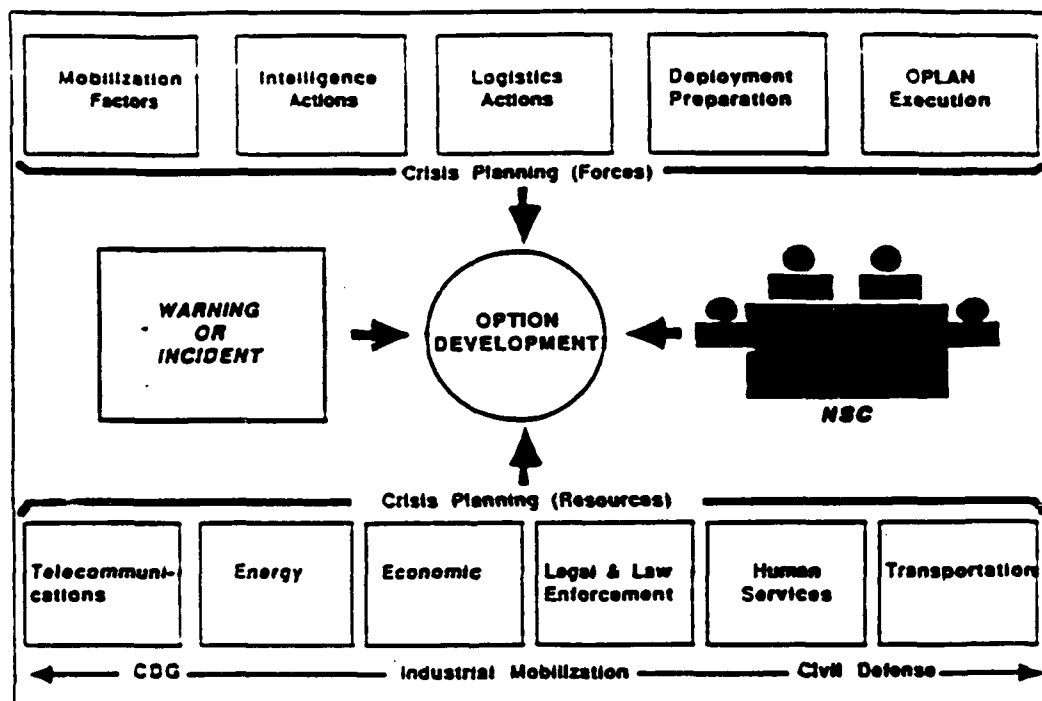 Mobilization
Factors
Intelligence
Actions
Logistics
Actions
Deployment
Preparation
OPLAN
Execution
Crisis Planning (Forces)
WARNING
OR
INCIDENT
OPTION
DEVELOPMENT
NSC
Crisis Planning (Resources)
Telecommuni-
cations
Energy
Economic
Legal & Law
Enforcement
Human
Services
Transportation
CDG
Industrial Mobilization
Civil Defense